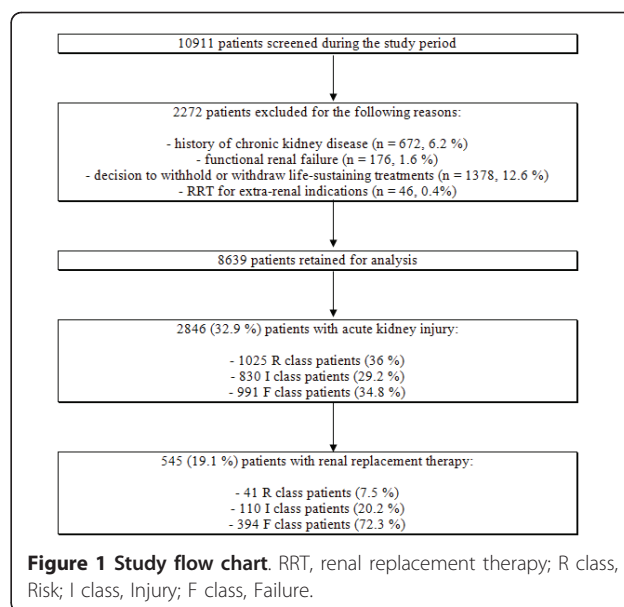 10911 patients screened during the study period
2272 patients excluded for the following reasons:
- history of chronic kidney disease (n = 672, 6.2 %)
- functional renal failure (n = 176, 1.6 %)
- decision to withhold or withdraw life-sustaining treatments (n = 1378, 12.6 %)
- RRT for extra-renal indications (n = 46, 0.4%)
8639 patients retained for analysis
2846 (32.9 %) patients with acute kidney injury:
- 1025 R class patients (36 %)
- 830 I class patients (29.2 %)
- 991 F class patients (34.8 %)
545 (19.1 %) patients with renal replacement therapy:
- 41 R class patients (7.5 %)
- 110 I class patients (20.2 %)
- 394 F class patients (72.3 %)
Figure 1 Study flow chart. RRT, renal replacement therapy; R class,
Risk; I class, Injury; F class, Failure.